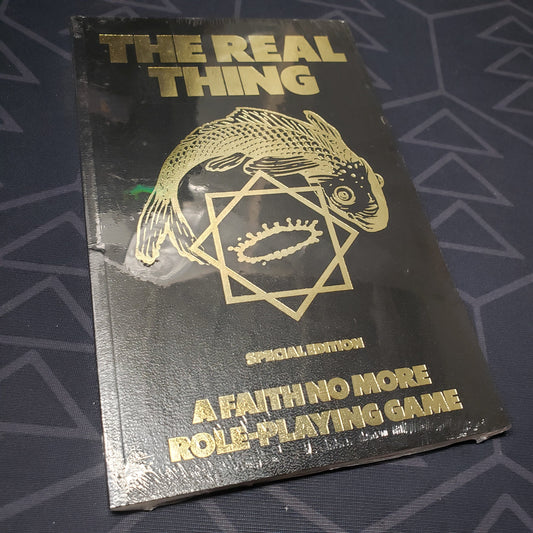 THE REAL
THING
SPECIAL EDITION
A FAITH NO MORE
ROLE-PLAYING GAME